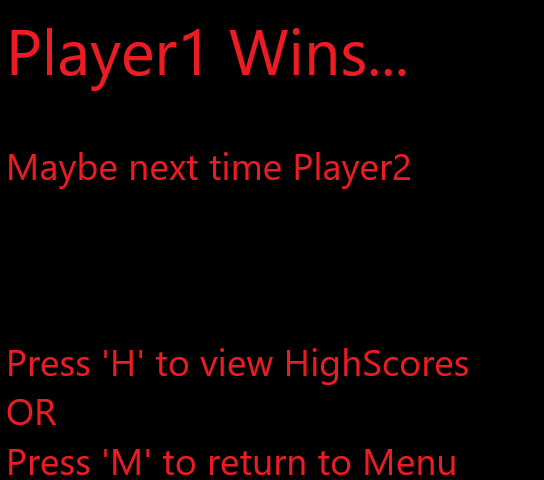 Player1 Wins...
Maybe next time Player2
Press 'H' to view HighScores
OR
Press 'M' to return to Menu